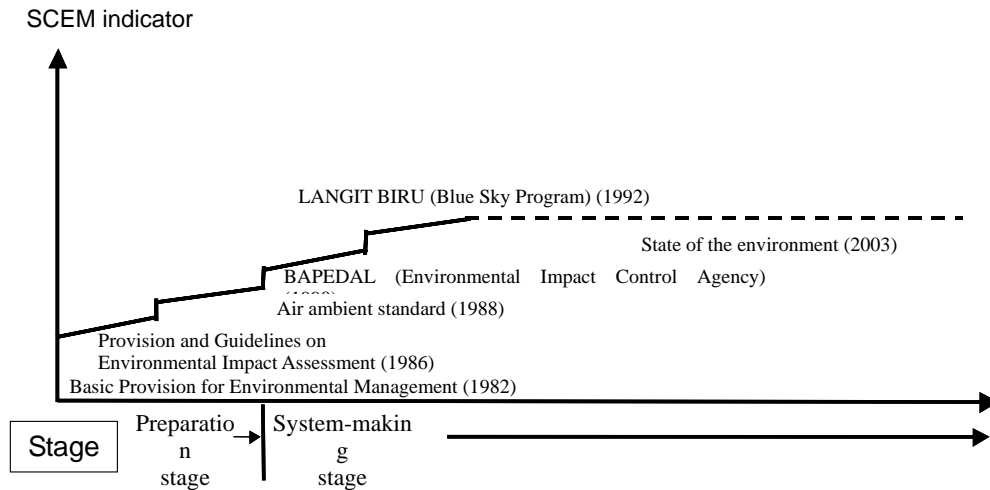 SCEM indicator
LANGIT BIRU (Blue Sky Program) (1992)
State of the environment (2003)
BAPEDAL (Environmental Impact Control Agency)
Air ambient standard (1988)
Provision and Guidelines on
Environmental Impact Assessment (1986)
Basic Provision for Environmental Management (1982)
Stage
Preparatio
n
stage
System-makin
g
stage